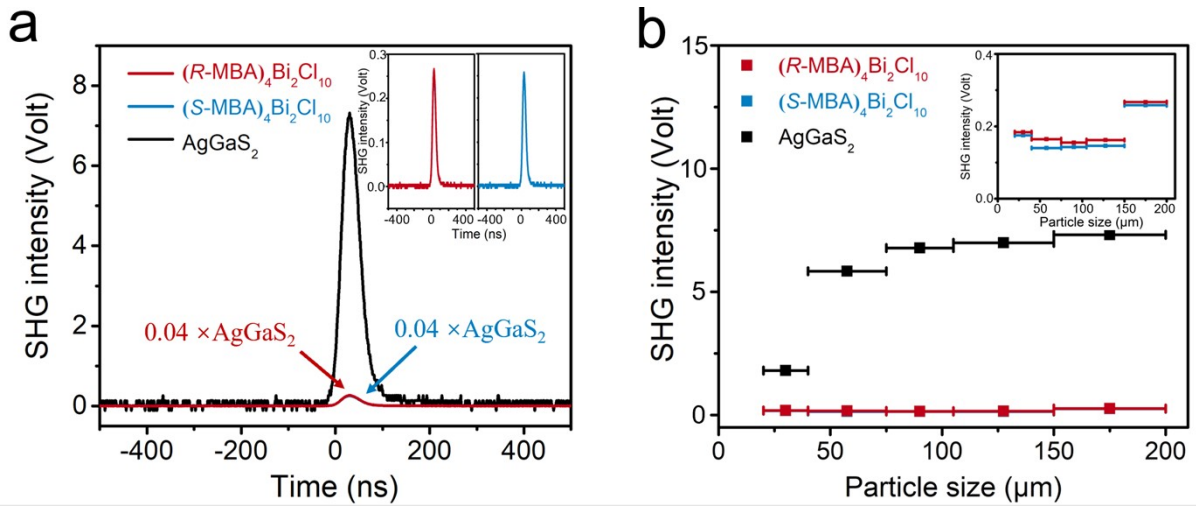 a
SHG intensity (Volt)
8
6
4
2
0
(R-MBA)₄Bi₂Cl₁₀
(S-MBA)₄Bi₂Cl₁₀
AgGaS₂
SHG intensity (Volt)
0.3
0.2
0.1
0.0
-400 0 400
-400 0 400
Time (ns)
0.04 ×AgGaS₂
0.04 ×AgGaS₂
-400 -200 0 200 400
Time (ns)
b
SHG intensity (Volt)
15
10
5
0
(R-MBA)₄Bi₂Cl₁₀
(S-MBA)₄Bi₂Cl₁₀
AgGaS₂
SHG intensity (Volt)
0.4
0.2
0.0
0 50 100 150 200
Particle size (µm)
0 50 100 150 200
Particle size (µm)